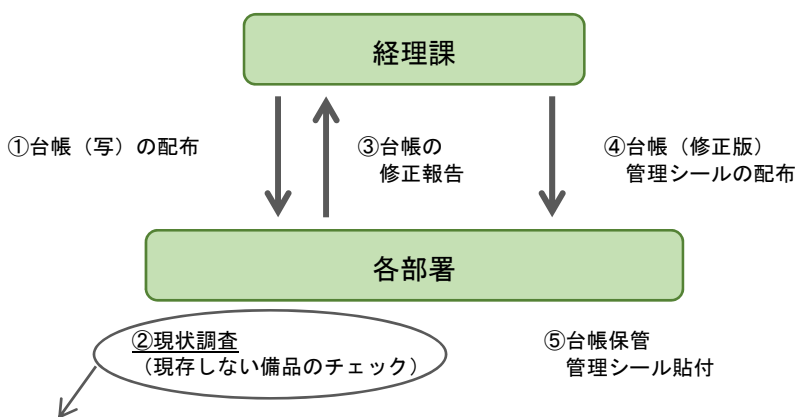 経理課
①台帳（写）の配布
③台帳の
修正報告
④台帳（修正版）
管理シールの配布
各部署
②現状調査
（現存しない備品のチェック）
⑤台帳保管
管理シール貼付